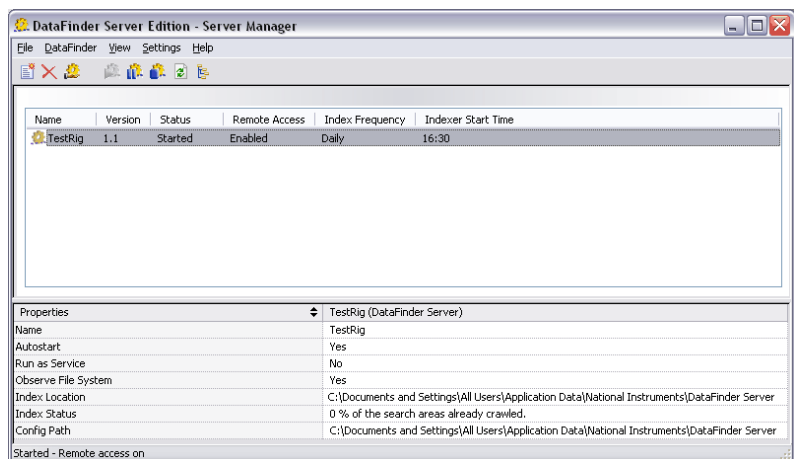 DataFinder Server Edition - Server Manager
File DataFinder View Settings Help
Name Version Status Remote Access Index Frequency Indexer Start Time
TestRig 1.1 Started Enabled Daily 16:30
Properties TestRig (DataFinder Server)
Name TestRig
Autostart Yes
Run as Service No
Observe File System Yes
Index Location C:\Documents and Settings\All Users\Application Data\National Instruments\DataFinder Server
Index Status 0 % of the search areas already crawled.
Config Path C:\Documents and Settings\All Users\Application Data\National Instruments\DataFinder Server
Started - Remote access on